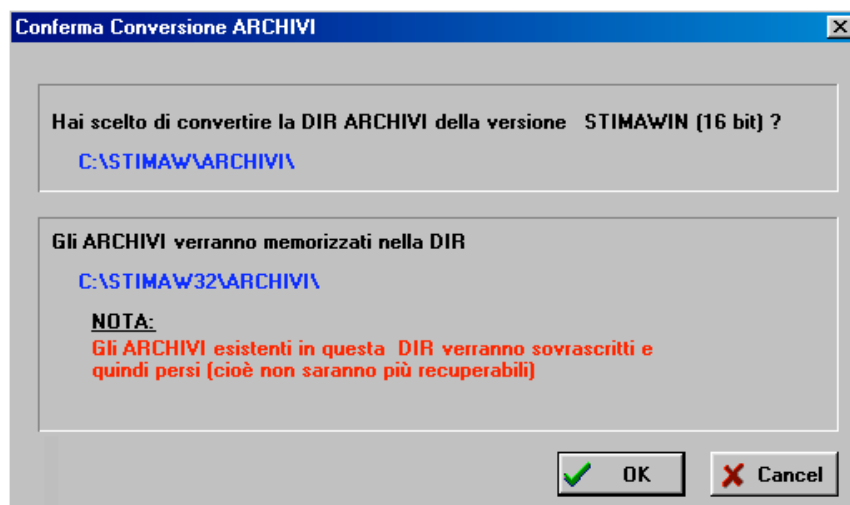 Conferma Conversione ARCHIVI
Hai scelto di convertire la DIR ARCHIVI della versione STIMAWIN (16 bit) ?
C:\STIMAW\ARCHIVI\
Gli ARCHIVI verranno memorizzati nella DIR
C:\STIMAW32\ARCHIVI\
NOTA:
Gli ARCHIVI esistenti in questa DIR verranno sovrascritti e
quindi persi (cioè non saranno più recuperabili)
OK
Cancel